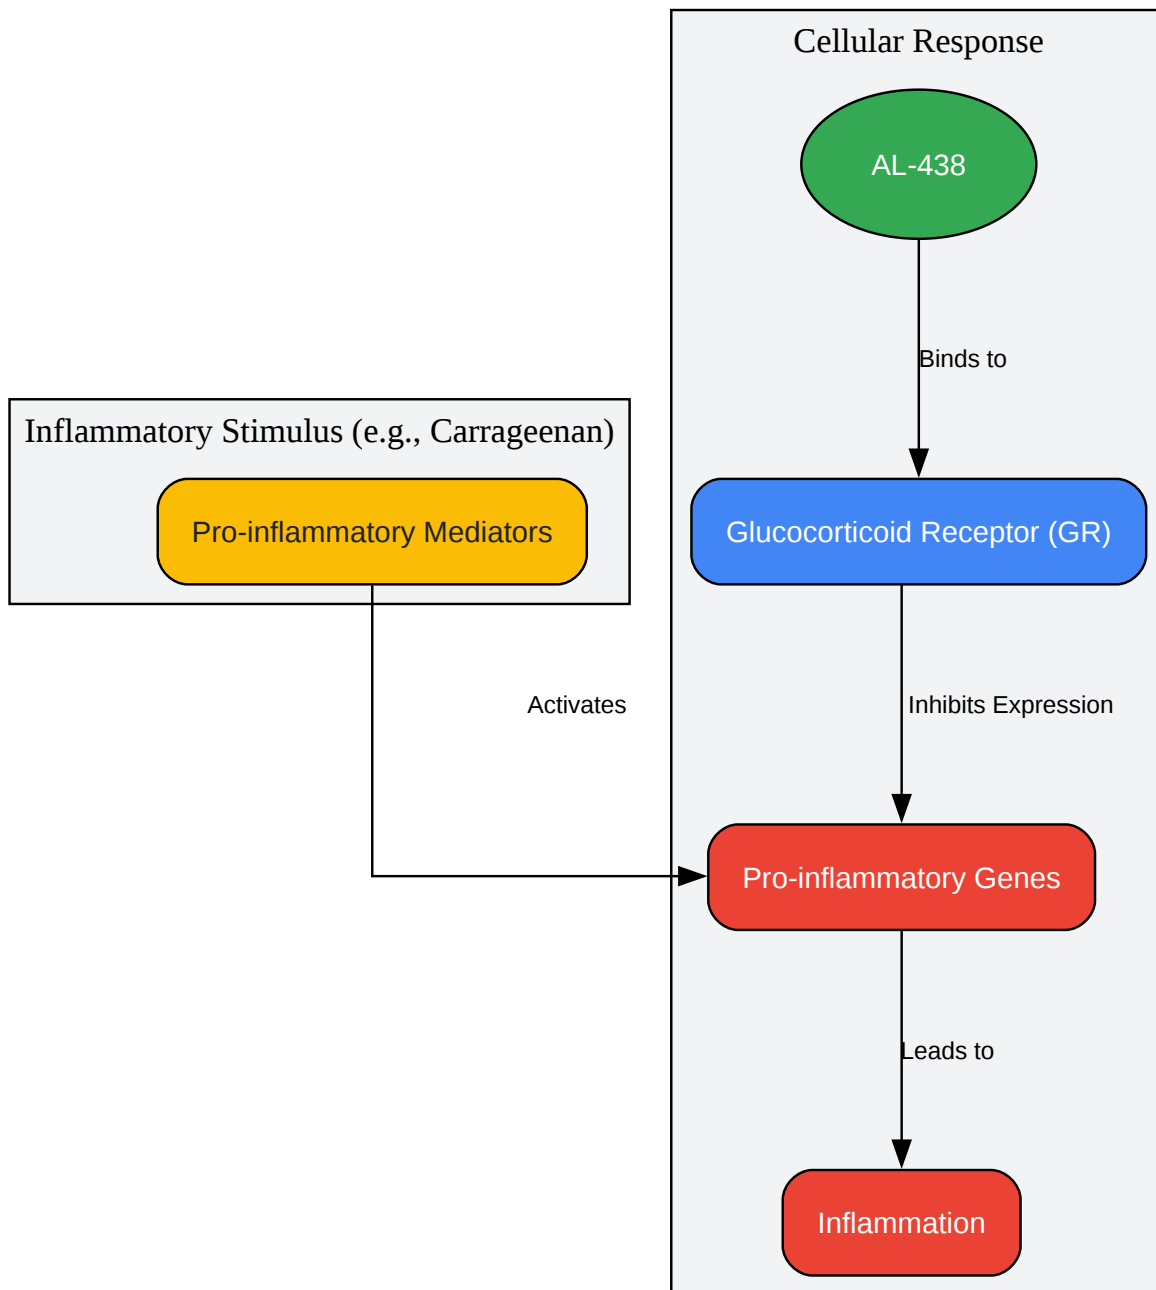 Cellular Response
AL-438
Binds to
Inflammatory Stimulus (e.g., Carrageenan)
Pro-inflammatory Mediators
Glucocorticoid Receptor (GR)
Activates
Inhibits Expression
Pro-inflammatory Genes
Leads to
Inflammation